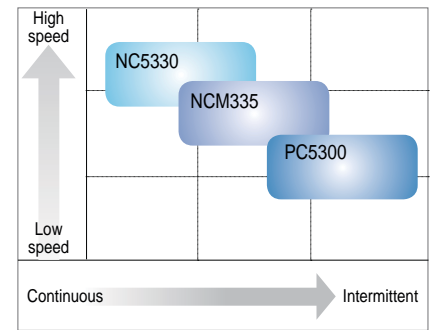 High
speed
NC5330
NCM335
PC5300
Low
speed
Continuous
Intermittent